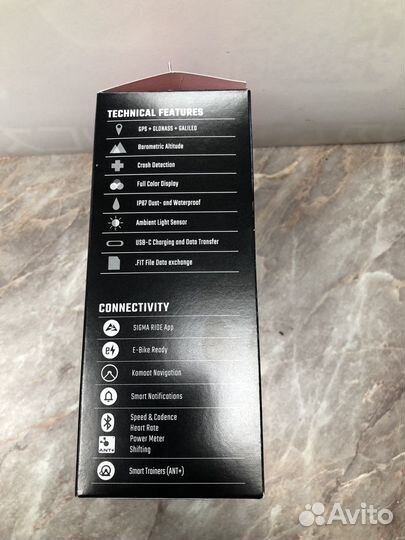 TECHNICAL FEATURES
GPS + GLONASS + GALILEO
Barometric Altitude
Crash Detection
Full Color Display
IP67 Dust- and Waterproof
Ambient Light Sensor
USB-C Charging and Data Transfer
.FIT File Data exchange
CONNECTIVITY
SIGMA RIDE App
E-Bike Ready
Komoot Navigation
Smart Notifications
Speed & Cadence
Heart Rate
Power Meter
ANT+ Shifting
Smart Trainers (ANT+)
Avito